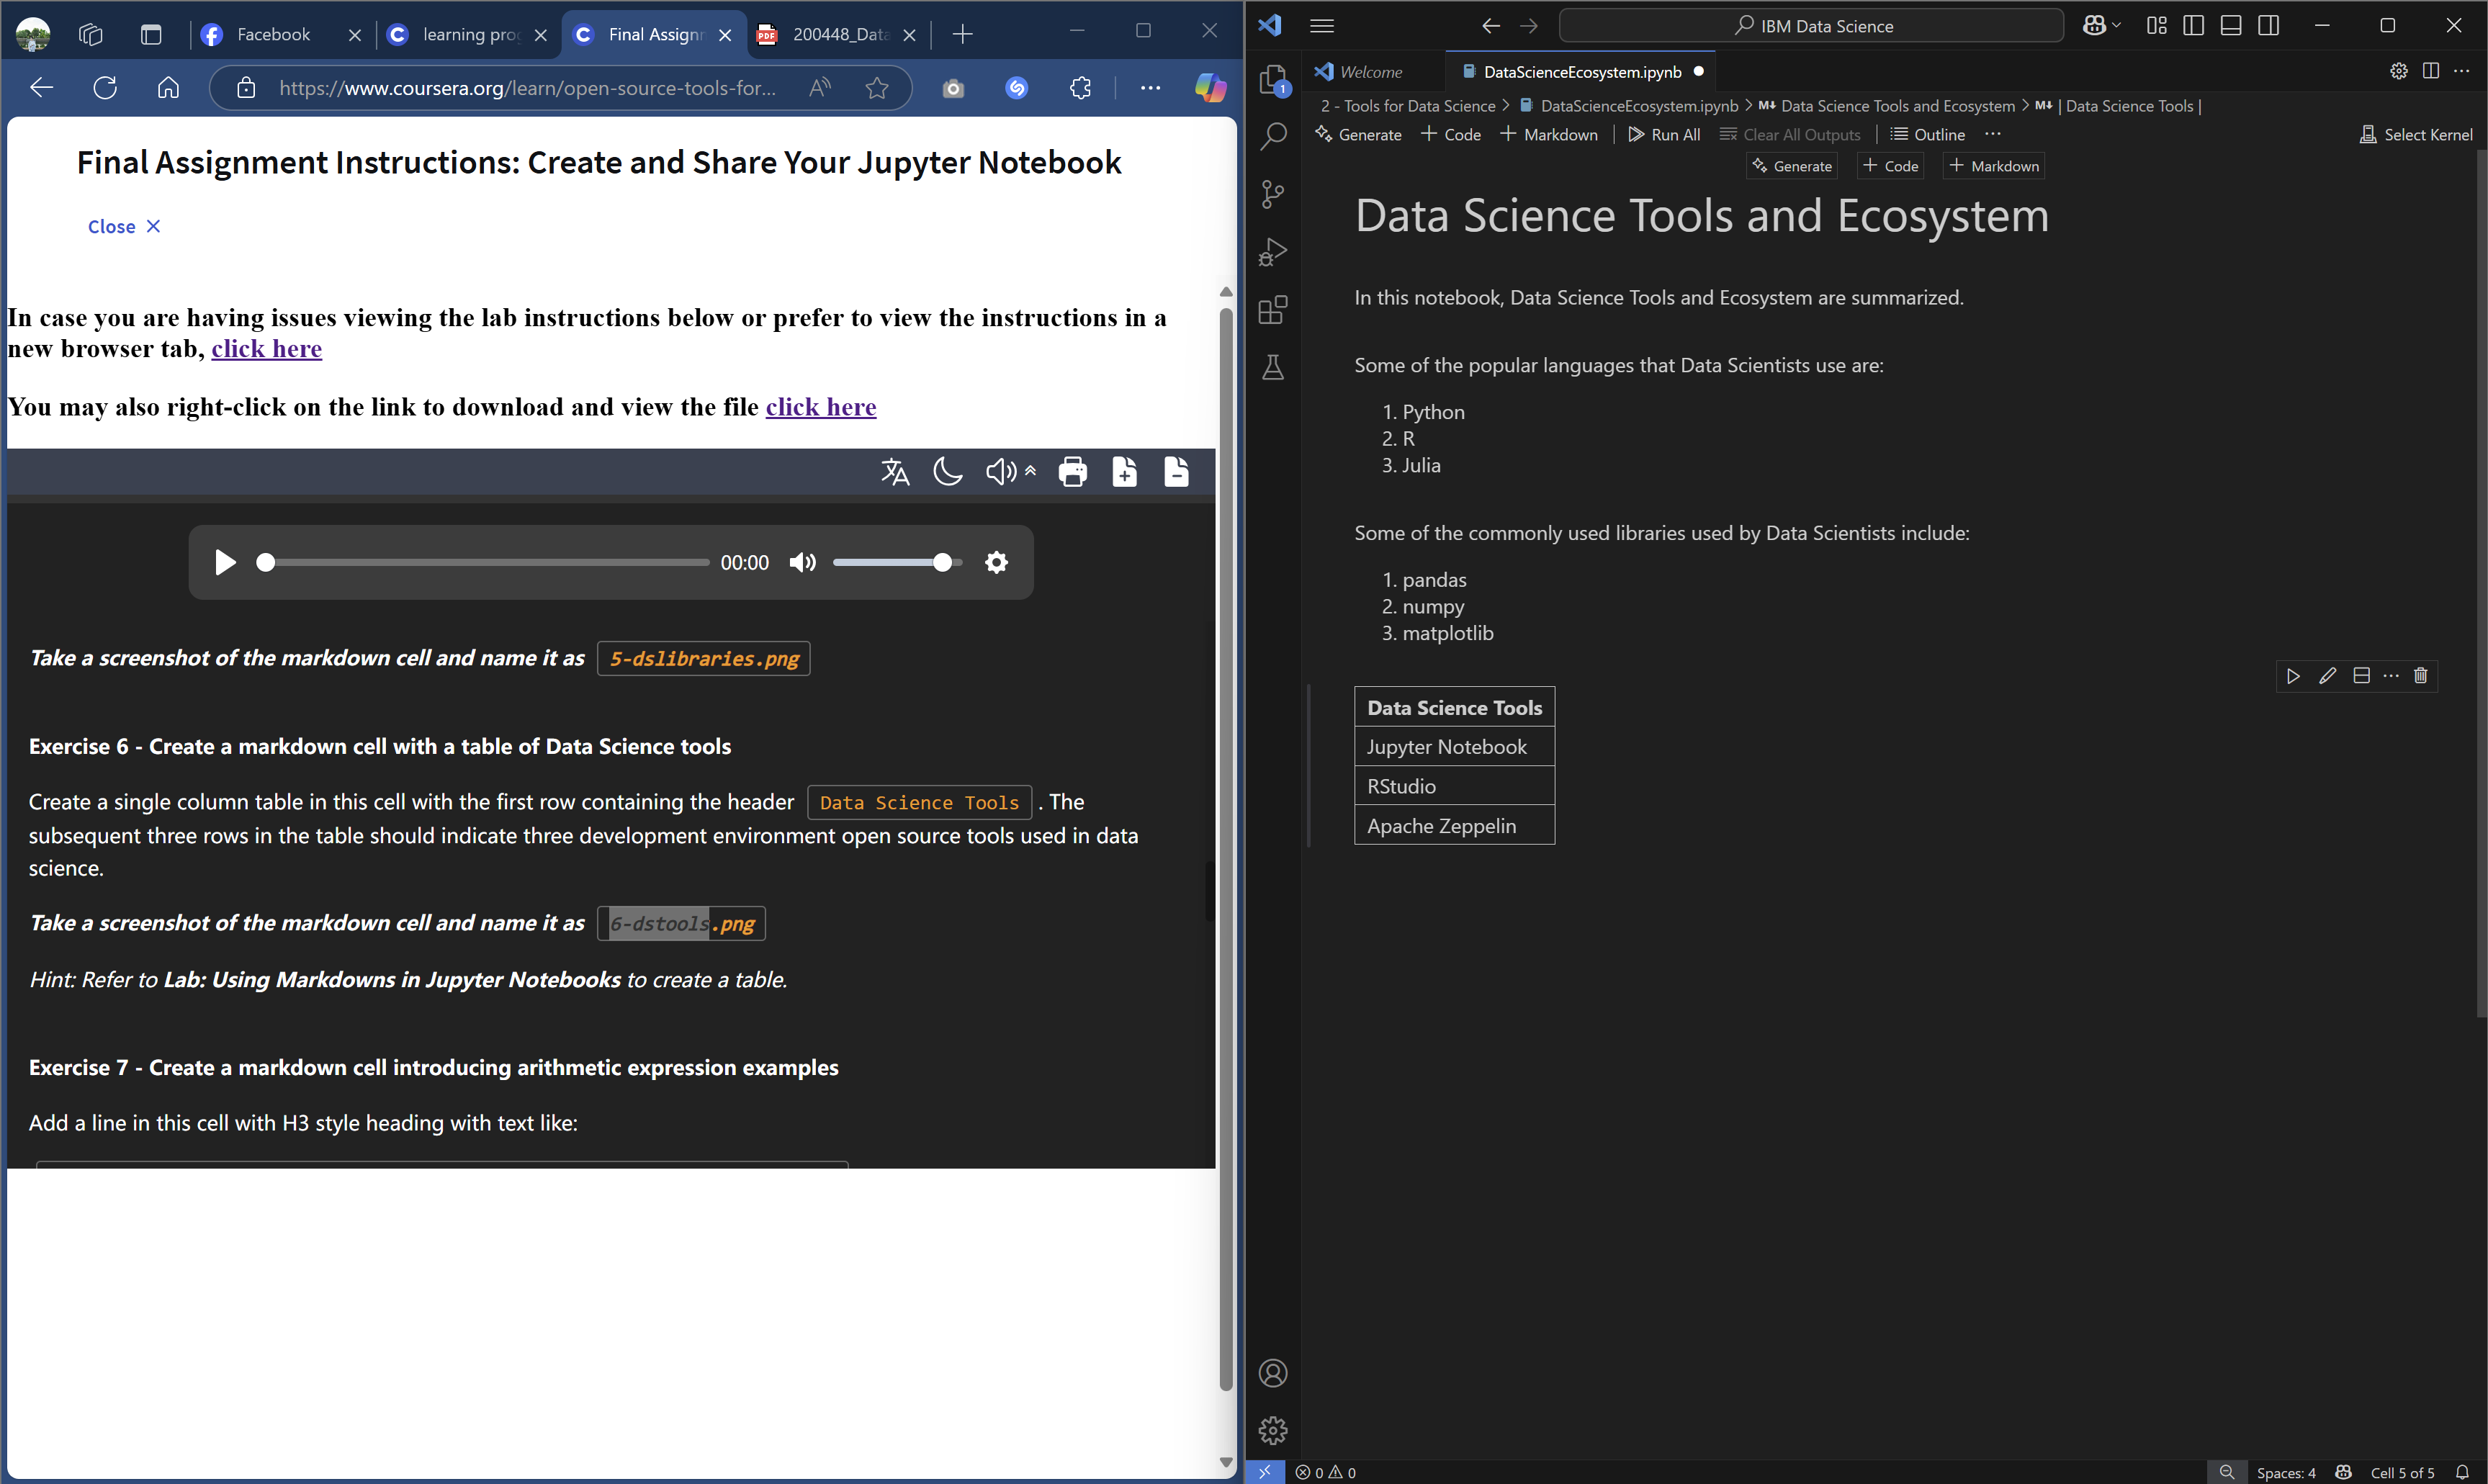 Facebook
learning prog
Final Assignm
PDF
200448_Data
https://www.coursera.org/learn/open-source-tools-for...
Final Assignment Instructions: Create and Share Your Jupyter Notebook
Close
In case you are having issues viewing the lab instructions below or prefer to view the instructions in a
new browser tab, click here
You may also right-click on the link to download and view the file click here
00:00
Take a screenshot of the markdown cell and name it as 5-dslibraries.png
Exercise 6 - Create a markdown cell with a table of Data Science tools
Create a single column table in this cell with the first row containing the header Data Science Tools . The
subsequent three rows in the table should indicate three development environment open source tools used in data
science.
Take a screenshot of the markdown cell and name it as 6-dstools.png
Hint: Refer to Lab: Using Markdowns in Jupyter Notebooks to create a table.
Exercise 7 - Create a markdown cell introducing arithmetic expression examples
Add a line in this cell with H3 style heading with text like:
IBM Data Science
1
Welcome
DataScienceEcosystem.ipynb
2 - Tools for Data Science > DataScienceEcosystem.ipynb > M Data Science Tools and Ecosystem > M | Data Science Tools |
Generate + Code + Markdown | Run All Clear All Outputs | Outline ... Select Kernel
Generate + Code + Markdown
Data Science Tools and Ecosystem
In this notebook, Data Science Tools and Ecosystem are summarized.
Some of the popular languages that Data Scientists use are:
1. Python
2. R
3. Julia
Some of the commonly used libraries used by Data Scientists include:
1. pandas
2. numpy
3. matplotlib
Data Science Tools
Jupyter Notebook
RStudio
Apache Zeppelin
0 0
Spaces: 4 Cell 5 of 5